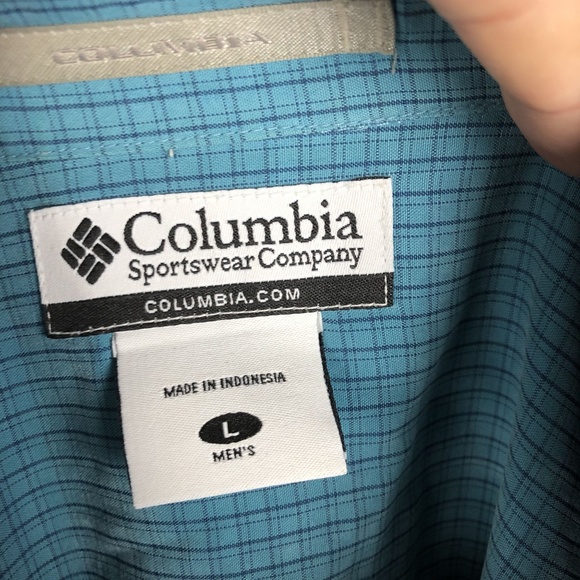 COLUMBIA
Columbia
Sportswear Company
COLUMBIA.COM
MADE IN INDONESIA
L
MEN'S